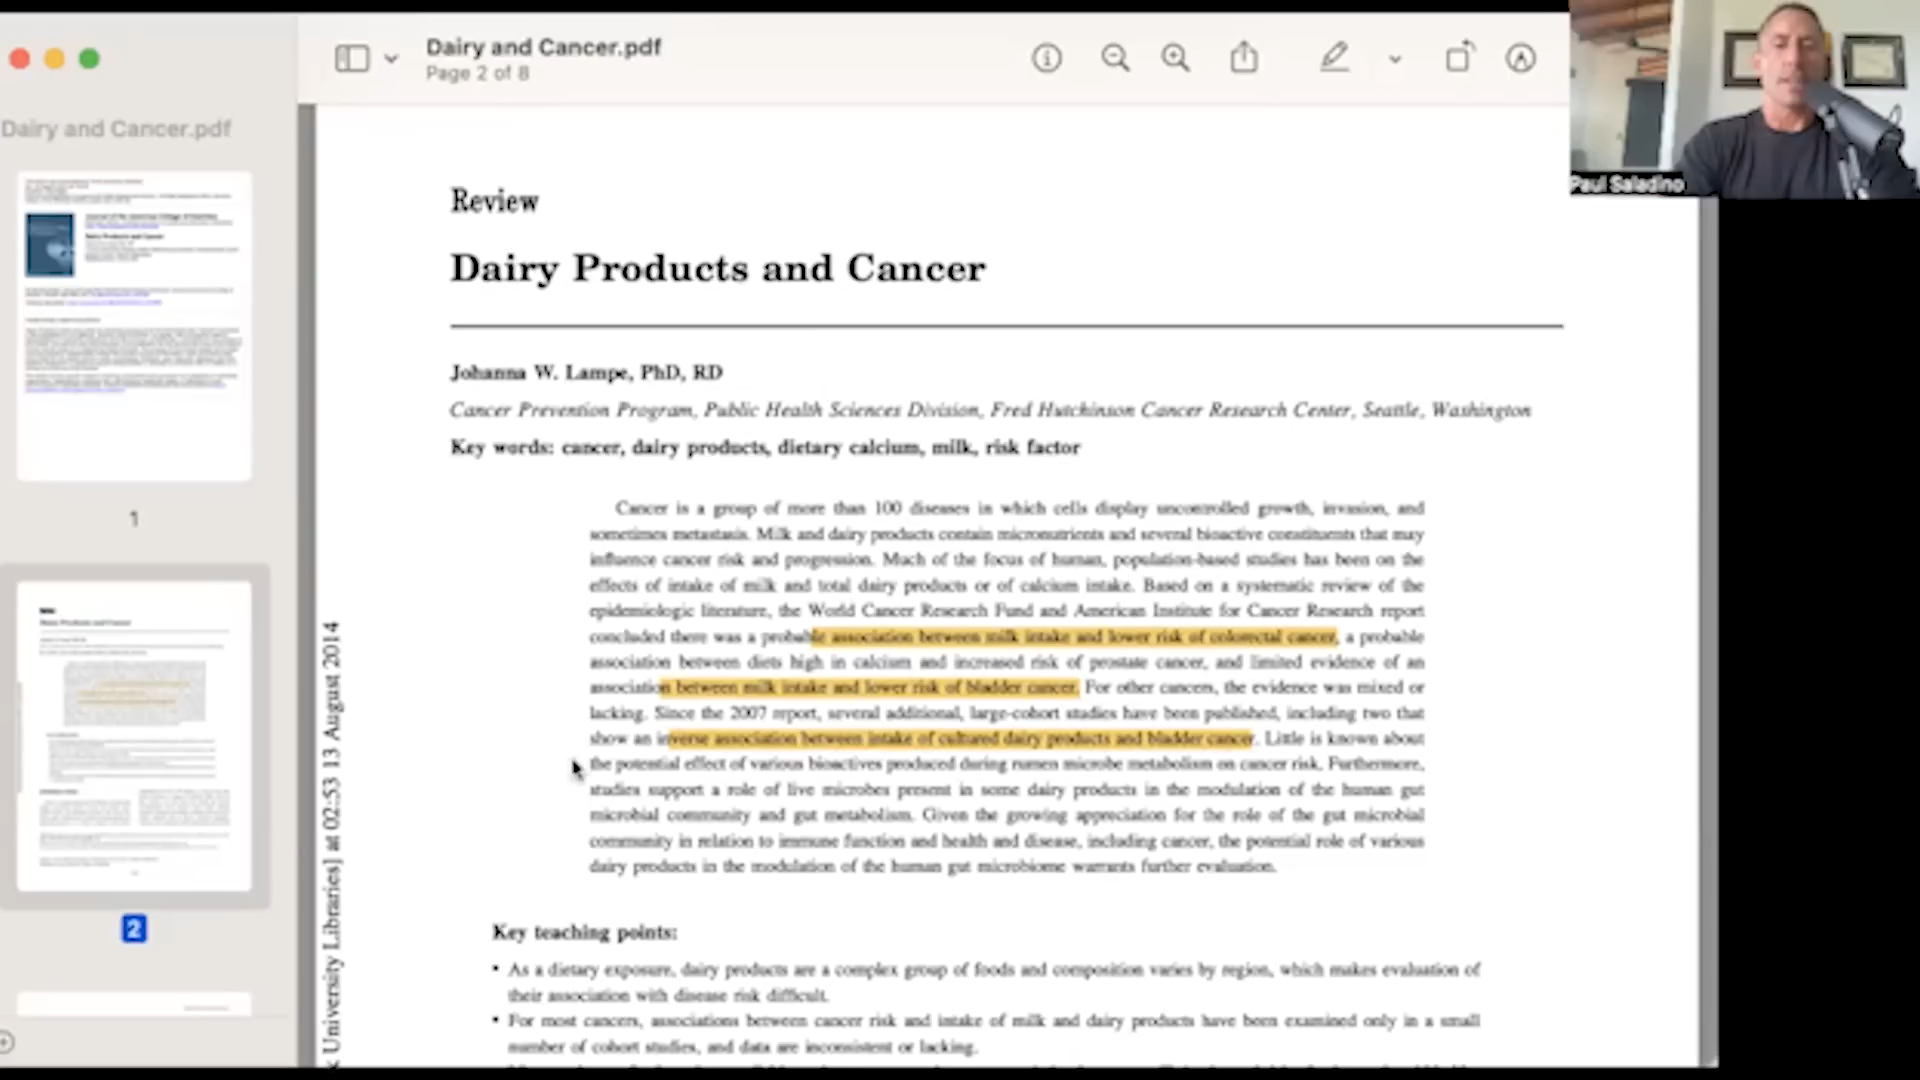 Dairy and Cancer.pdf
Page 2 of 8
Paul Saladino
Dairy and Cancer.pdf
1
2
Review
Dairy Products and Cancer
Johanna W. Lampe, PhD, RD
Cancer Prevention Program, Public Health Sciences Division, Fred Hutchinson Cancer Research Center, Seattle, Washington
Key words: cancer, dairy products, dietary calcium, milk, risk factor
Cancer is a group of more than 100 diseases in which cells display uncontrolled growth, invasion, and
sometimes metastasis. Milk and dairy products contain micronutrients and several bioactive constituents that may
influence cancer risk and progression. Much of the focus of human, population-based studies has been on the
effects of intake of milk and total dairy products or of calcium intake. Based on a systematic review of the
epidemiologic literature, the World Cancer Research Fund and American Institute for Cancer Research report
concluded there was a probable association between milk intake and lower risk of colorectal cancer, a probable
association between diets high in calcium and increased risk of prostate cancer, and limited evidence of an
association between milk intake and lower risk of bladder cancer. For other cancers, the evidence was mixed or
lacking. Since the 2007 report, several additional, large-cohort studies have been published, including two that
show an inverse association between intake of cultured dairy products and bladder cancer. Little is known about
the potential effect of various bioactives produced during rumen microbe metabolism on cancer risk. Furthermore,
studies support a role of live microbes present in some dairy products in the modulation of the human gut
microbial community and gut metabolism. Given the growing appreciation for the role of the gut microbial
community in relation to immune function and health and disease, including cancer, the potential role of various
dairy products in the modulation of the human gut microbiome warrants further evaluation.
Key teaching points:
• As a dietary exposure, dairy products are a complex group of foods and composition varies by region, which makes evaluation of
their association with disease risk difficult.
• For most cancers, associations between cancer risk and intake of milk and dairy products have been examined only in a small
number of cohort studies, and data are inconsistent or lacking.
k University Libraries] at 02:53 13 August 2014